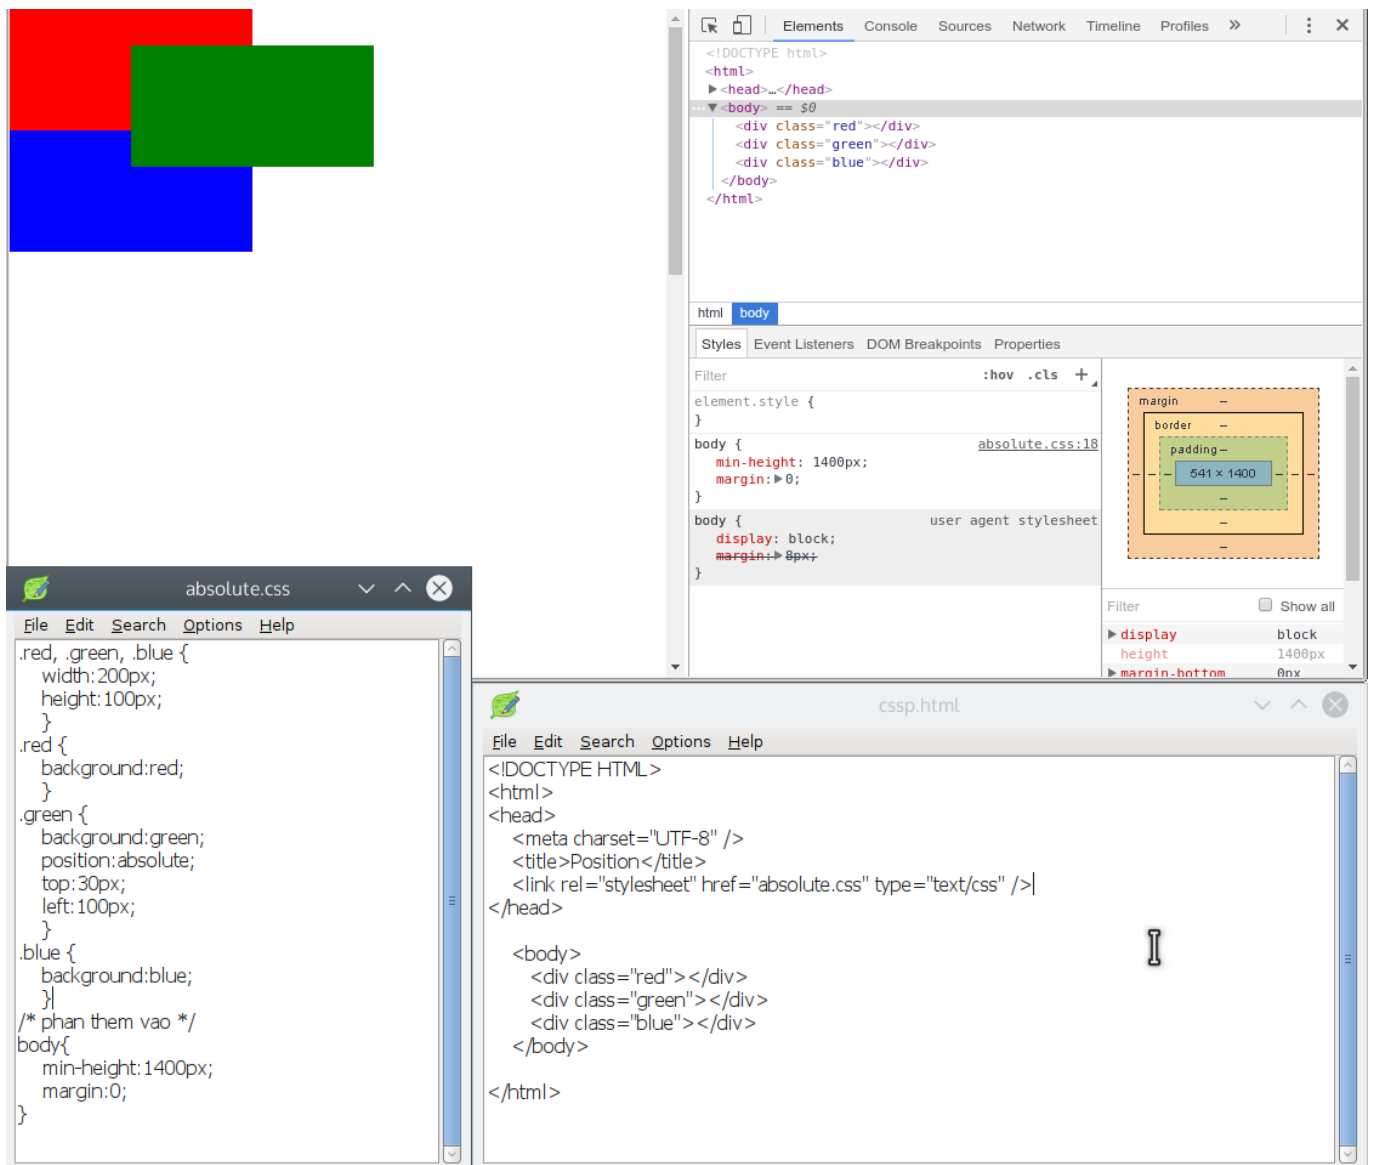 Elements Console Sources Network Timeline Profiles »
<!DOCTYPE html>
<html>
<head>…</head>
<body> == $0
<div class="red"></div>
<div class="green"></div>
<div class="blue"></div>
</body>
</html>
html body
Styles Event Listeners DOM Breakpoints Properties
Filter :hov .cls +
element.style {
}
body { absolute.css:18
min-height: 1400px;
margin: 0;
}
body { user agent stylesheet
display: block;
margin: 8px;
}
margin –
border –
padding –
– – – 541 × 1400 – – –
–
–
–
Filter Show all
display block
height 1400px
margin-bottom 0px
absolute.css
File Edit Search Options Help
.red, .green, .blue {
width:200px;
height:100px;
}
.red {
background:red;
}
.green {
background:green;
position:absolute;
top:30px;
left:100px;
}
.blue {
background:blue;
}
/* phan them vao */
body{
min-height:1400px;
margin:0;
}
cssp.html
File Edit Search Options Help
<!DOCTYPE HTML>
<html>
<head>
<meta charset="UTF-8" />
<title>Position</title>
<link rel="stylesheet" href="absolute.css" type="text/css" />
</head>
<body>
<div class="red"></div>
<div class="green"></div>
<div class="blue"></div>
</body>
</html>